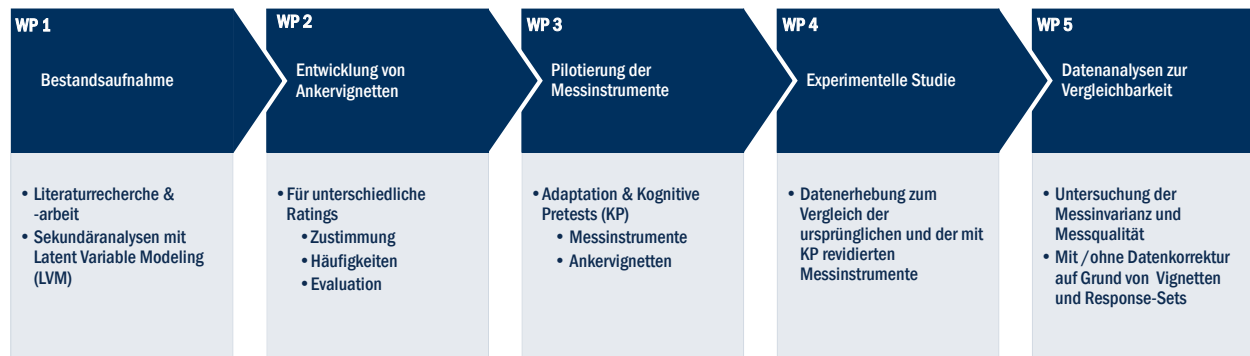 WP 1
Bestandsaufnahme
• Literaturrecherche &
-arbeit
• Sekundäranalysen mit
Latent Variable Modeling
(LVM)
WP 2
Entwicklung von
Ankervignetten
• Für unterschiedliche
Ratings
• Zustimmung
• Häufigkeiten
• Evaluation
WP 3
Pilotierung der
Messinstrumente
• Adaptation & Kognitive
Pretests (KP)
• Messinstrumente
• Ankervignetten
WP 4
Experimentelle Studie
• Datenerhebung zum
Vergleich der
ursprünglichen und der mit
KP revidierten
Messinstrumente
WP 5
Datenanalysen zur
Vergleichbarkeit
• Untersuchung der
Messinvarianz und
Messqualität
• Mit /ohne Datenkorrektur
auf Grund von Vignetten
und Response-Sets